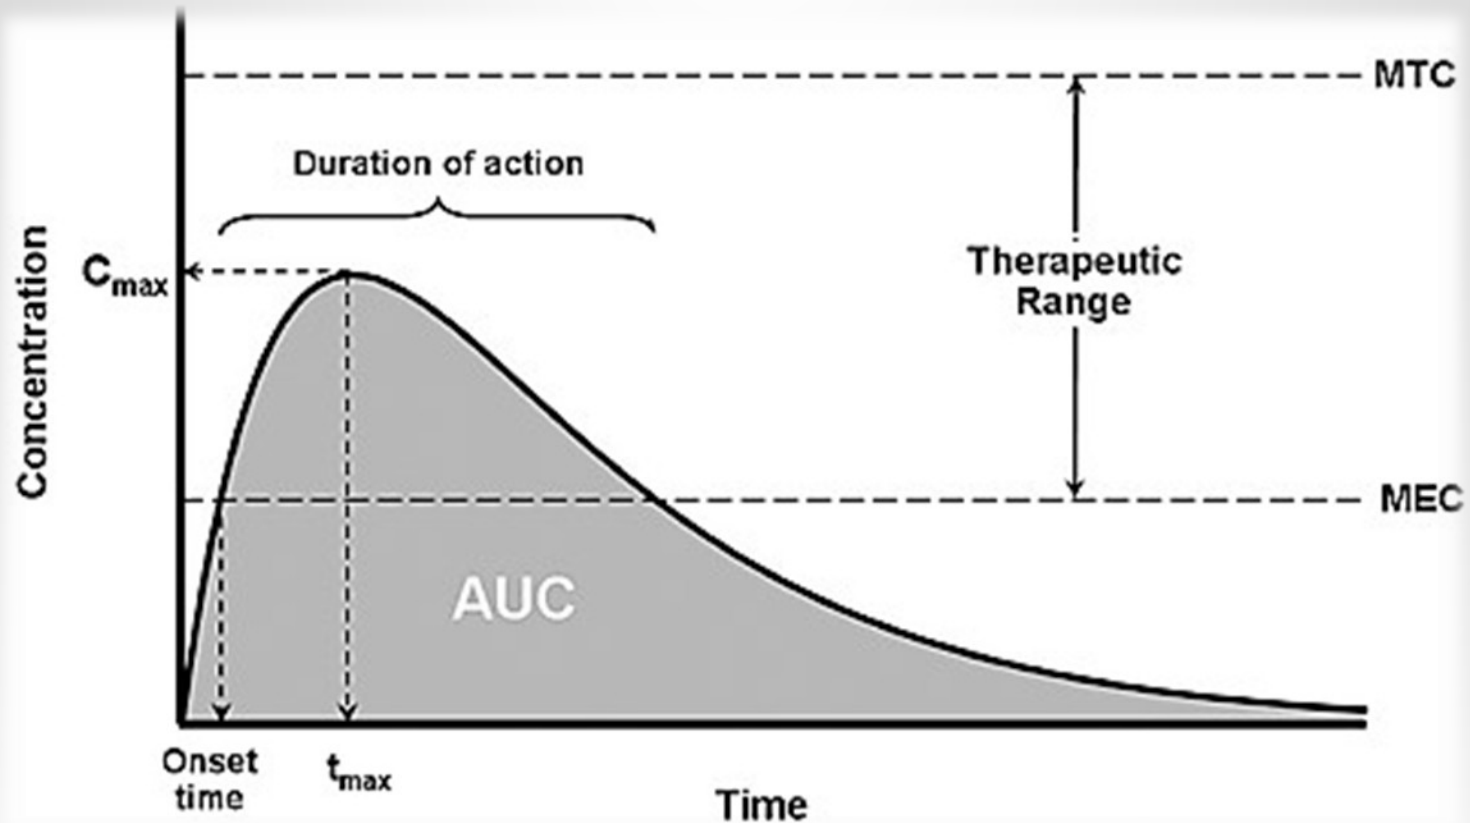 MTC
Duration of action
Concentration
Cmax
Therapeutic
Range
MEC
AUC
Onset
time
tmax
Time